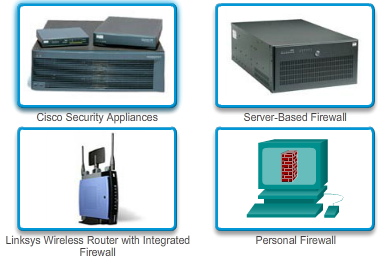 Cisco Security Appliances
Server-Based Firewall
Linksys Wireless Router with Integrated
Firewall
Personal Firewall